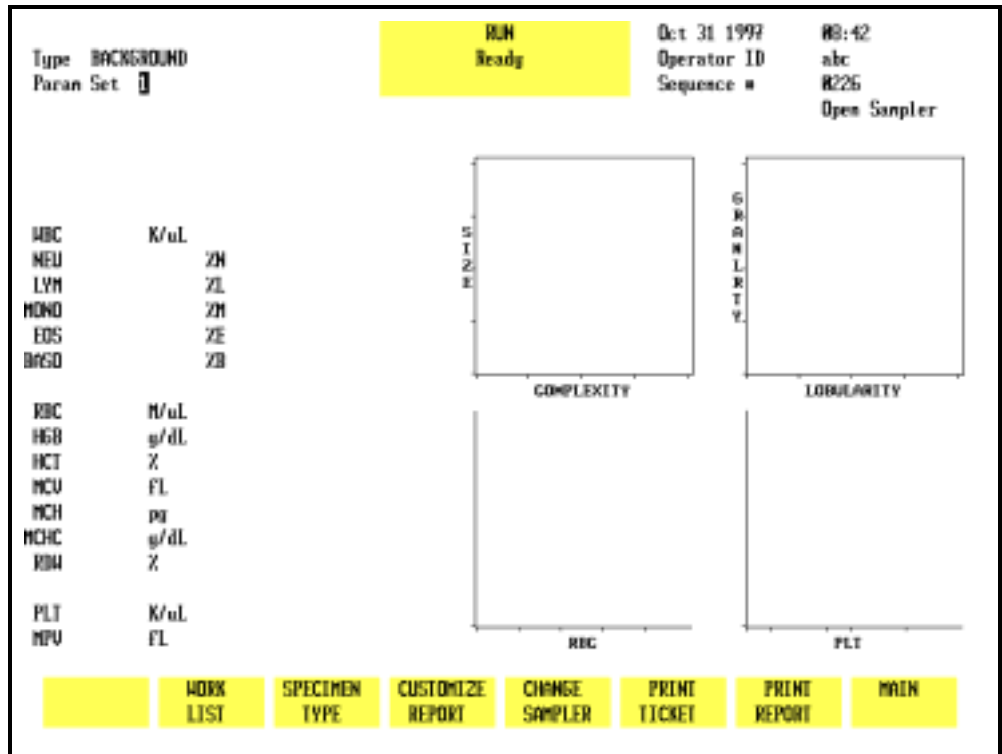 Type BACKGROUND
Param Set 1
RUN
Ready
Oct 31 1997 08:42
Operator ID abc
Sequence # 0226
Open Sampler
WBC K/uL
NEU %N
LYM %L
MONO %M
EOS %E
BASO %B
RBC M/uL
HGB g/dL
HCT %
MCV fL
MCH pg
MCHC g/dL
RDW %
PLT K/uL
MPV fL
SIZE
COMPLEXITY
GRANLRTY
LOBULARITY
RBC
PLT
WORK LIST
SPECIMEN TYPE
CUSTOMIZE REPORT
CHANGE SAMPLER
PRINT TICKET
PRINT REPORT
MAIN